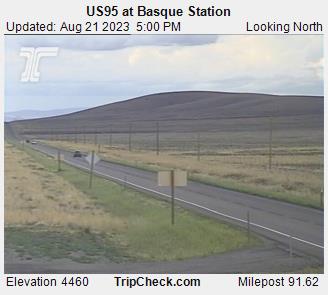 US95 at Basque Station
Updated: Aug 21 2023 5:00 PM Looking North
Elevation 4460 TripCheck.com Milepost 91.62